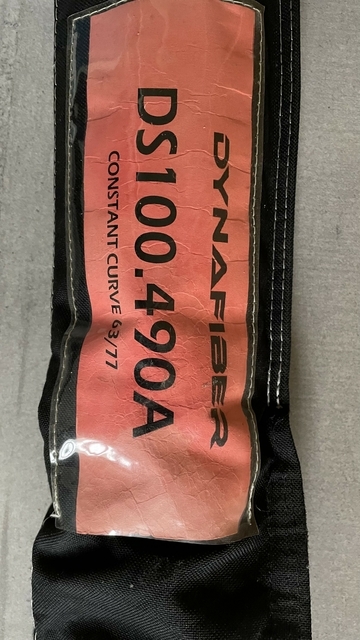 DYNAFIBER
DS100.490A
CONSTANT CURVE 63/77